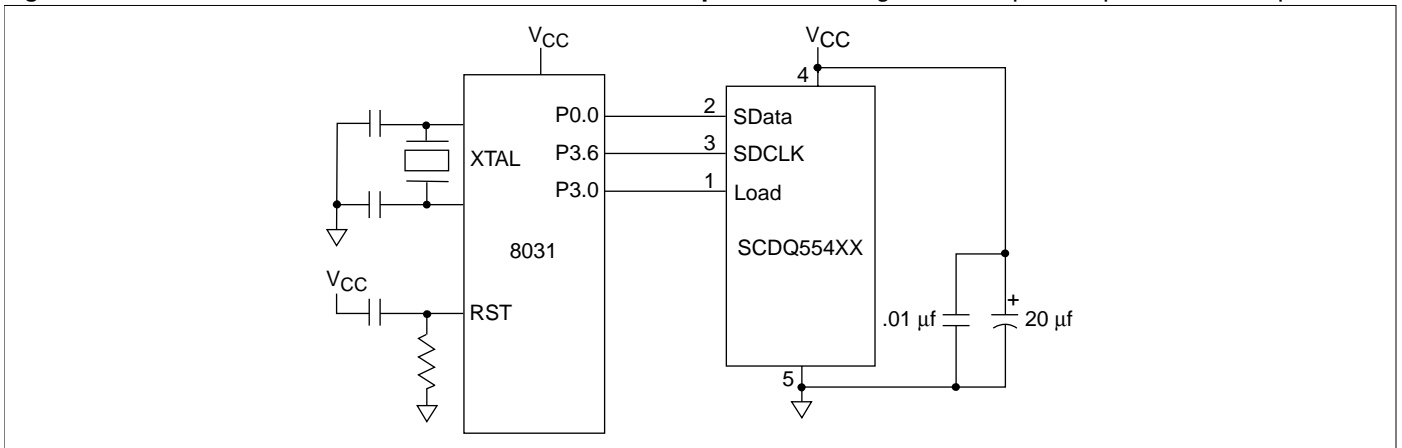 VCC
VCC
4
P0.0
2
SData
XTAL
P3.6
3
SDCLK
P3.0
1
Load
8031
SCDQ554XX
VCC
RST
.01 μf
+
20 μf
5